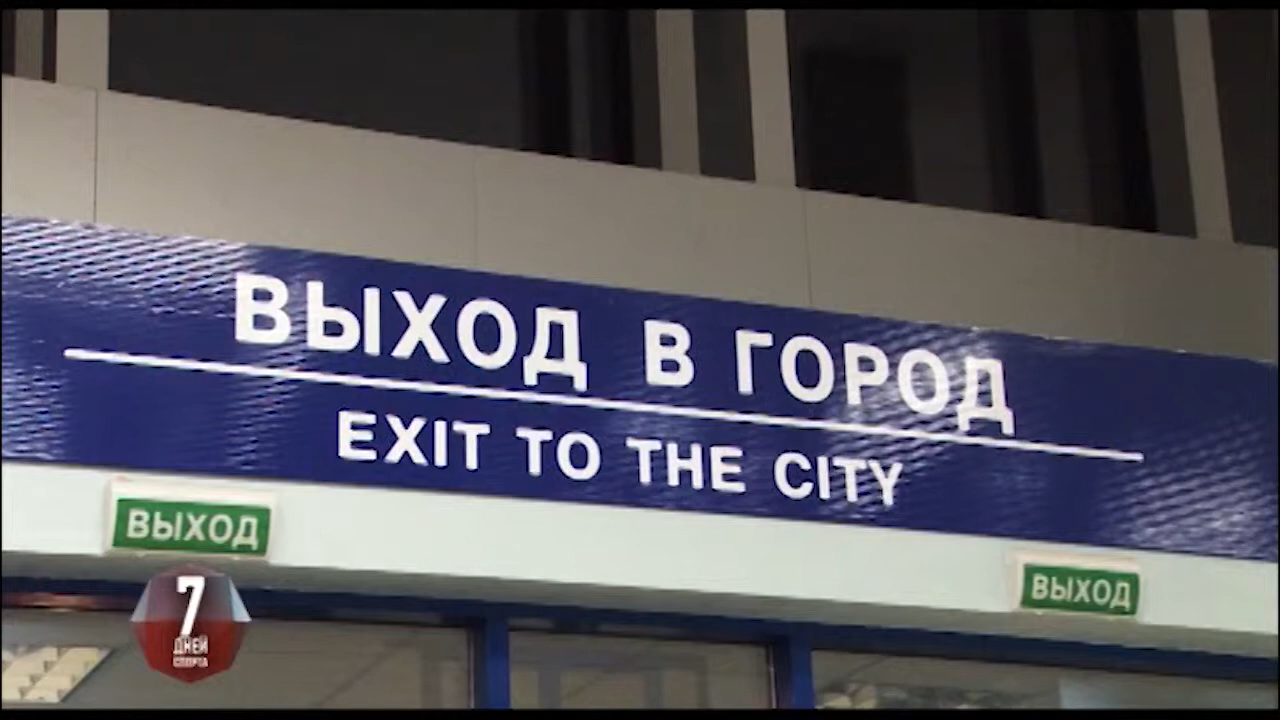 ВЫХОД В ГОРОД
EXIT TO THE CITY
ВЫХОД
ВЫХОД
7
ДНЕЙ
СПОРТА